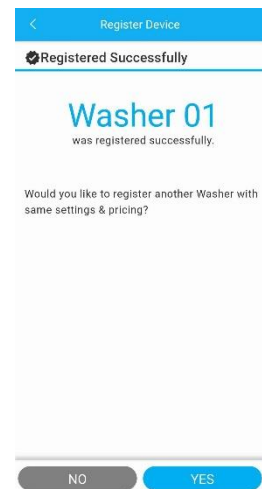 Register Device
Registered Successfully
Washer 01
was registered successfully.
Would you like to register another Washer with
same settings & pricing?
NO
YES